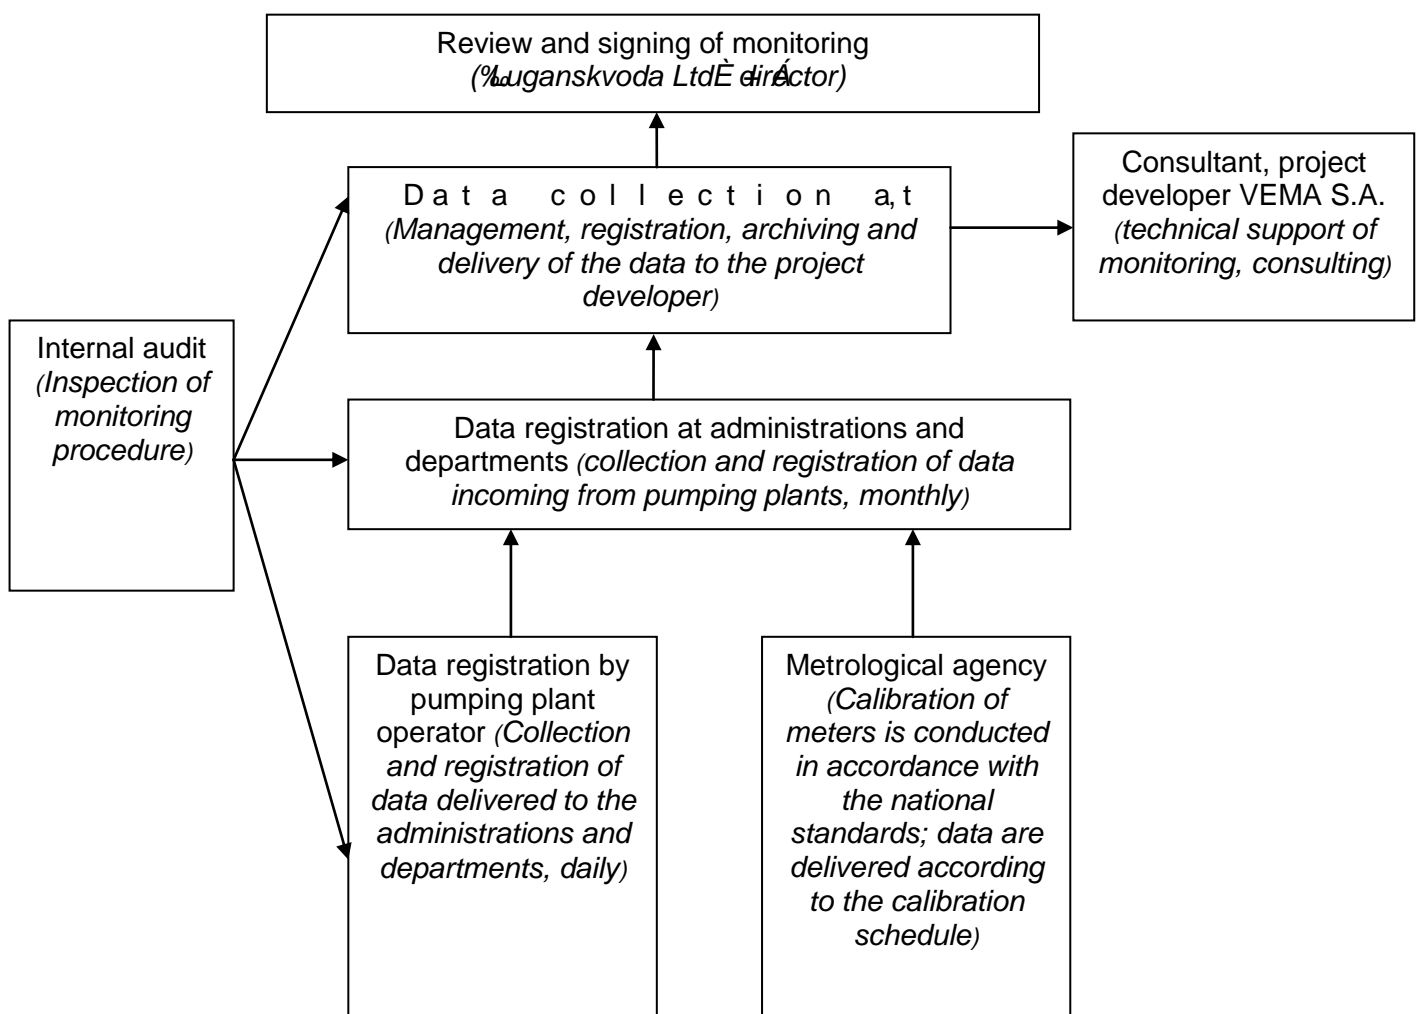 Review and signing of monitoring
Luganskvoda Ltd director)
Data collection at,
(Management, registration, archiving and
delivery of the data to the project
developer)
Consultant, project
developer VEMA S.A.
(technical support of
monitoring, consulting)
Internal audit
(Inspection of
monitoring
procedure)
Data registration at administrations and
departments (collection and registration of data
incoming from pumping plants, monthly)
Data registration by
pumping plant
operator (Collection
and registration of
data delivered to the
administrations and
departments, daily)
Metrological agency
(Calibration of
meters is conducted
in accordance with
the national
standards; data are
delivered according
to the calibration
schedule)